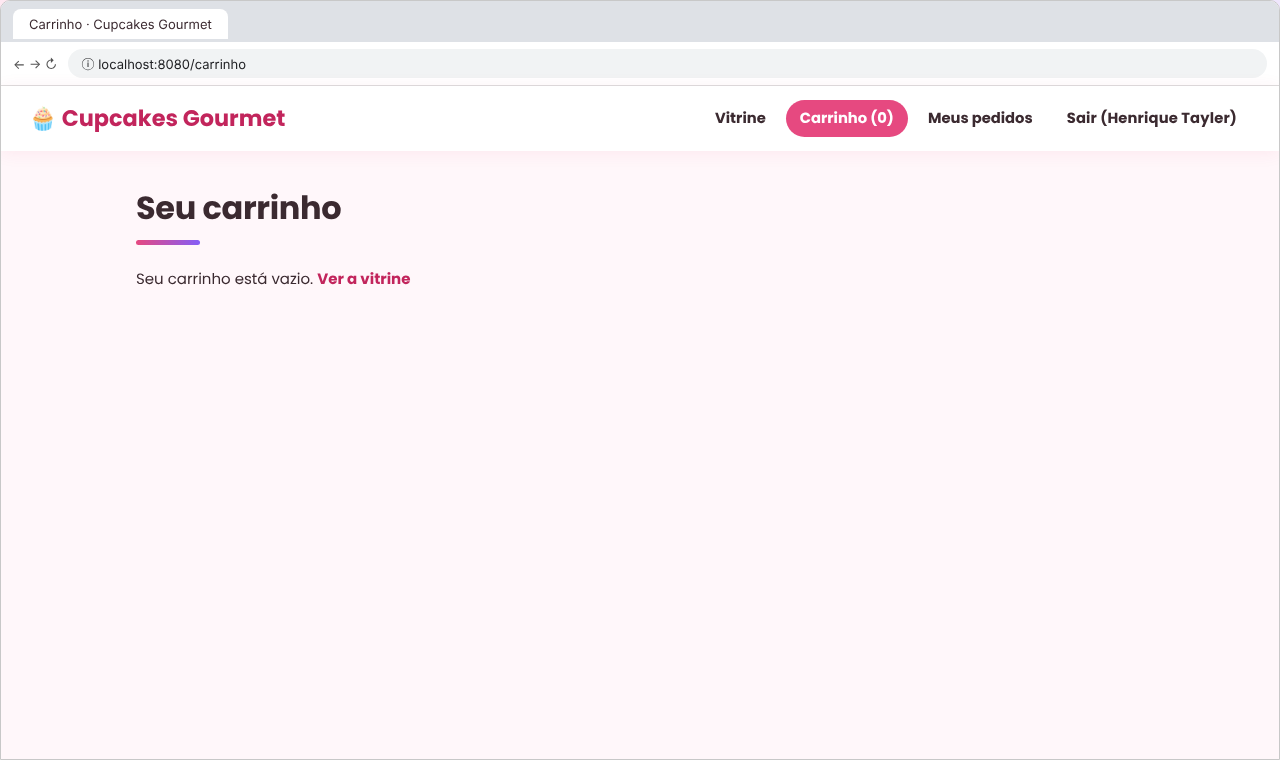 Carrinho · Cupcakes Gourmet
localhost:8080/carrinho
Cupcakes Gourmet
Vitrine
Carrinho (0)
Meus pedidos
Sair (Henrique Tayler)
Seu carrinho
Seu carrinho está vazio. Ver a vitrine